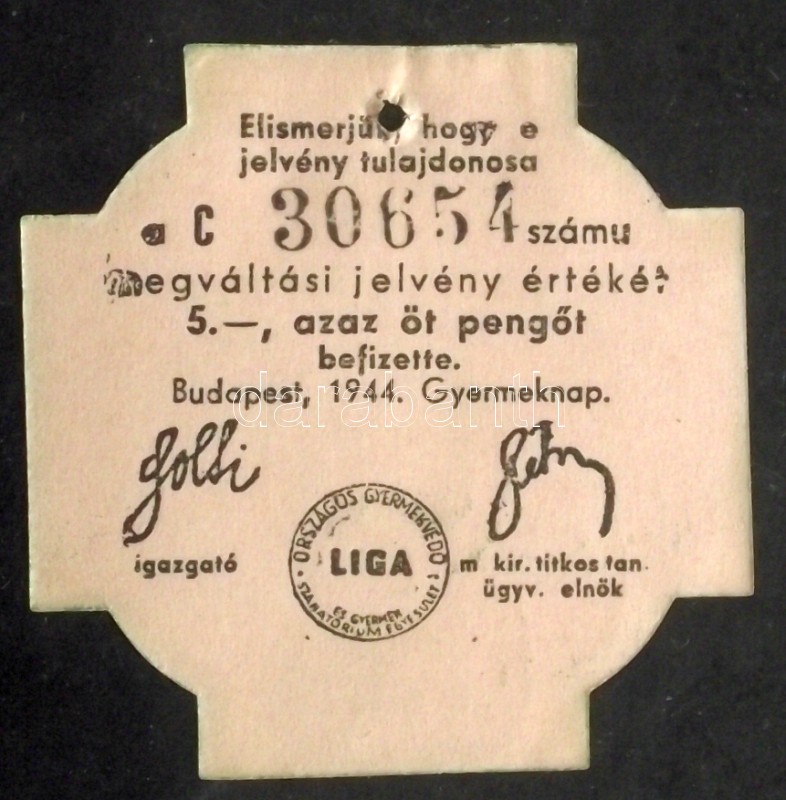 Elismerjük, hogy e
jelvény tulajdonosa
a C 30654 számu
megváltási jelvény értékét
5.—, azaz öt pengőt
befizette.
Budapest, 1944. Gyermeknap.
darabanth
igazgató
m kir. titkos tan.
ügyv. elnök
ORSZÁGOS GYERMEKVÉDŐ
LIGA
ÉS GYERMEK
SZANATÓRIUM EGYESÜLET